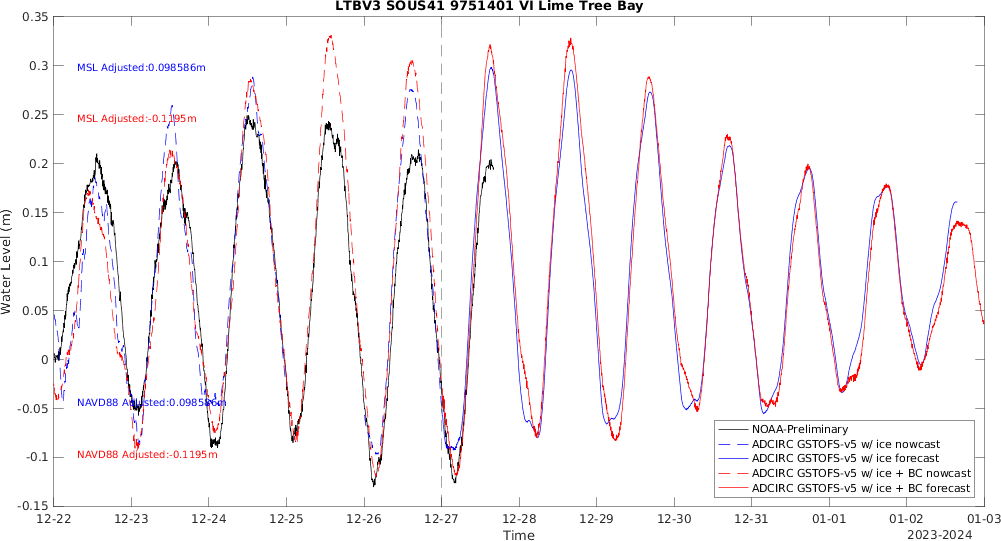 LTBV3 SOUS41 9751401 VI Lime Tree Bay
0.35
0.3
0.25
0.2
0.15
0.1
0.05
0
-0.05
-0.1
-0.15
Water Level (m)
MSL Adjusted:0.098586m
MSL Adjusted:-0.1195m
NAVD88 Adjusted:0.098586m
NAVD88 Adjusted:-0.1195m
NOAA-Preliminary
ADCIRC GSTOFS-v5 w/ ice nowcast
ADCIRC GSTOFS-v5 w/ ice forecast
ADCIRC GSTOFS-v5 w/ ice + BC nowcast
ADCIRC GSTOFS-v5 w/ ice + BC forecast
12-22 12-23 12-24 12-25 12-26 12-27 12-28 12-29 12-30 12-31 01-01 01-02 01-03
Time
2023-2024